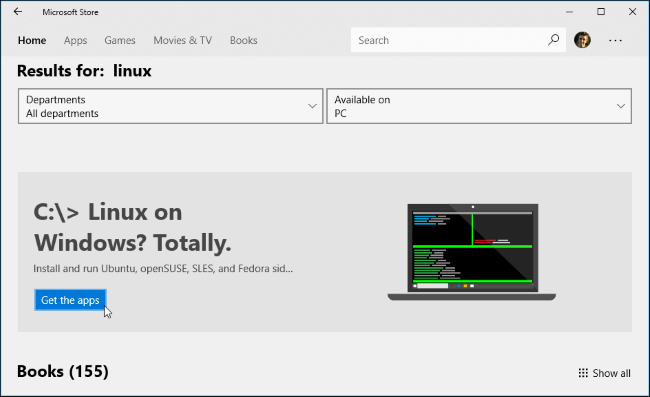 Microsoft Store
Home Apps Games Movies & TV Books Search
Results for: linux
Departments
All departments
Available on
PC
C:\> Linux on
Windows? Totally.
Install and run Ubuntu, openSUSE, SLES, and Fedora sid...
Get the apps
Books (155) Show all